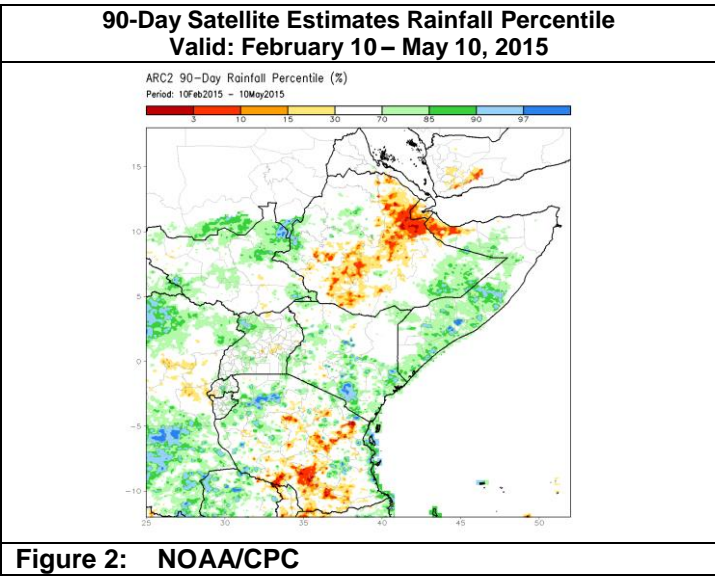 90-Day Satellite Estimates Rainfall Percentile
Valid: February 10 – May 10, 2015
ARC2 90-Day Rainfall Percentile (%)
Period: 10Feb2015 - 10May2015
3 10 15 30 70 85 90 97
15
10
5
0
-5
-10
25 30 35 40 45 50
Figure 2: NOAA/CPC